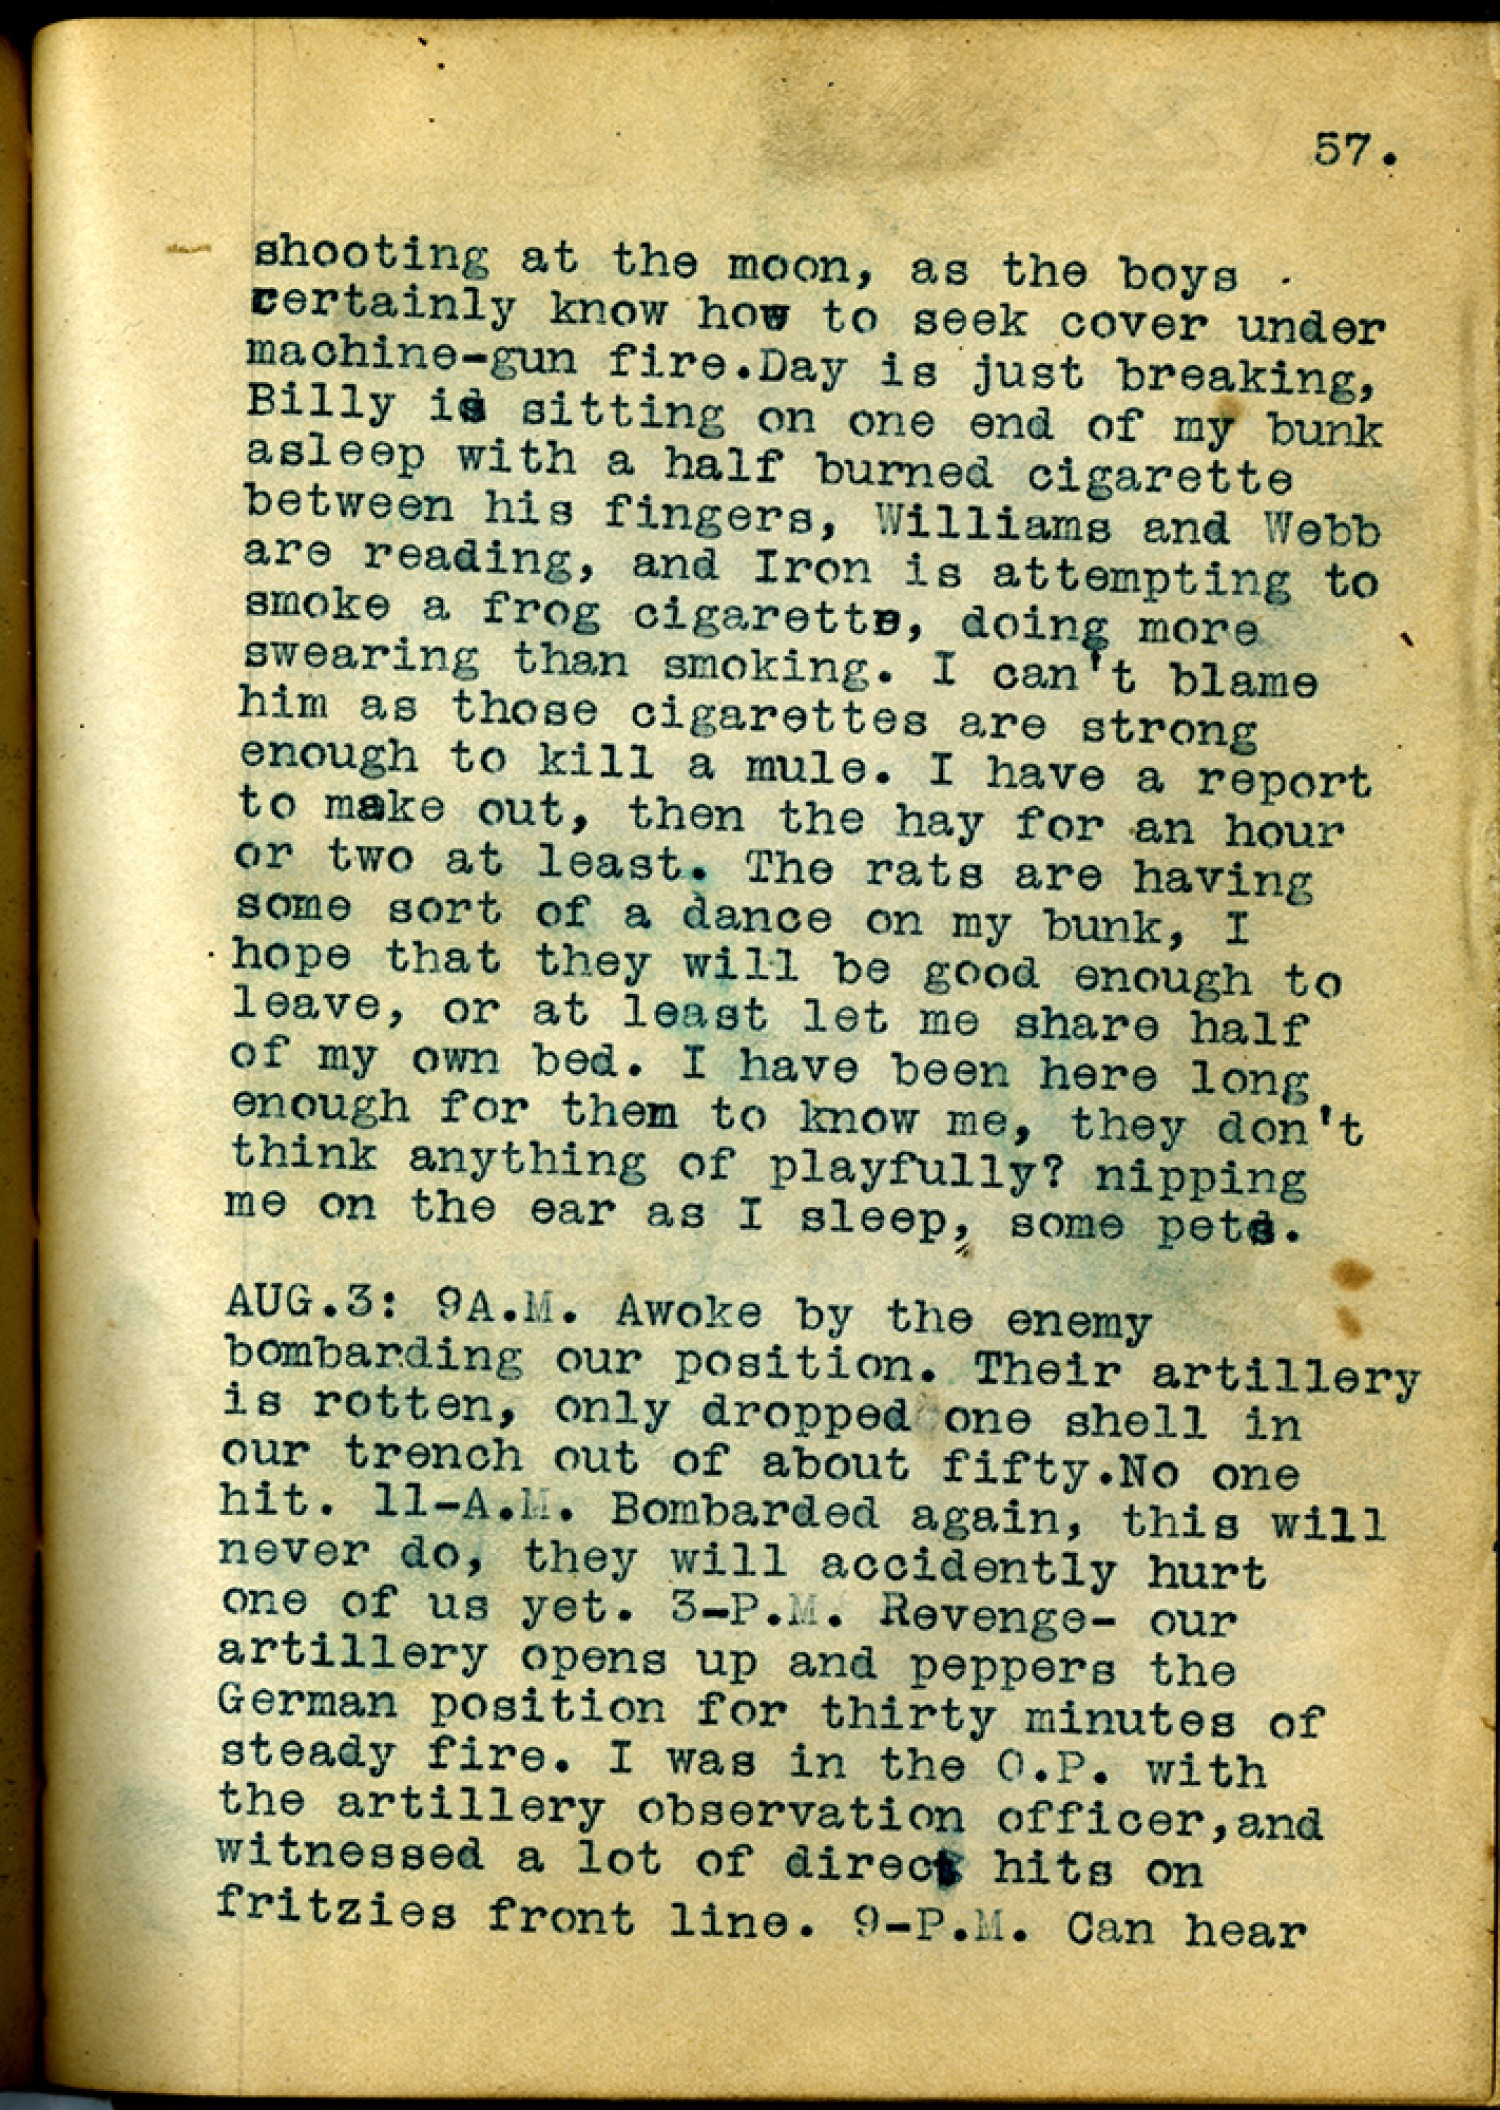 57.
shooting at the moon, as the boys
certainly know how to seek cover under
machine-gun fire.Day is just breaking,
Billy is sitting on one end of my bunk
asleep with a half burned cigarette
between his fingers, Williams and Webb
are reading, and Iron is attempting to
smoke a frog cigarette, doing more
swearing than smoking. I can't blame
him as those cigarettes are strong
enough to kill a mule. I have a report
to make out, then the hay for an hour
or two at least. The rats are having
some sort of a dance on my bunk, I
hope that they will be good enough to
leave, or at least let me share half
of my own bed. I have been here long
enough for them to know me, they don't
think anything of playfully? nipping
me on the ear as I sleep, some pets.
AUG.3: 9A.M. Awoke by the enemy
bombarding our position. Their artillery
is rotten, only dropped one shell in
our trench out of about fifty.No one
hit. 11-A.M. Bombarded again, this will
never do, they will accidently hurt
one of us yet. 3-P.M. Revenge- our
artillery opens up and peppers the
German position for thirty minutes of
steady fire. I was in the O.P. with
the artillery observation officer,and
witnessed a lot of direct hits on
fritzies front line. 9-P.M. Can hear